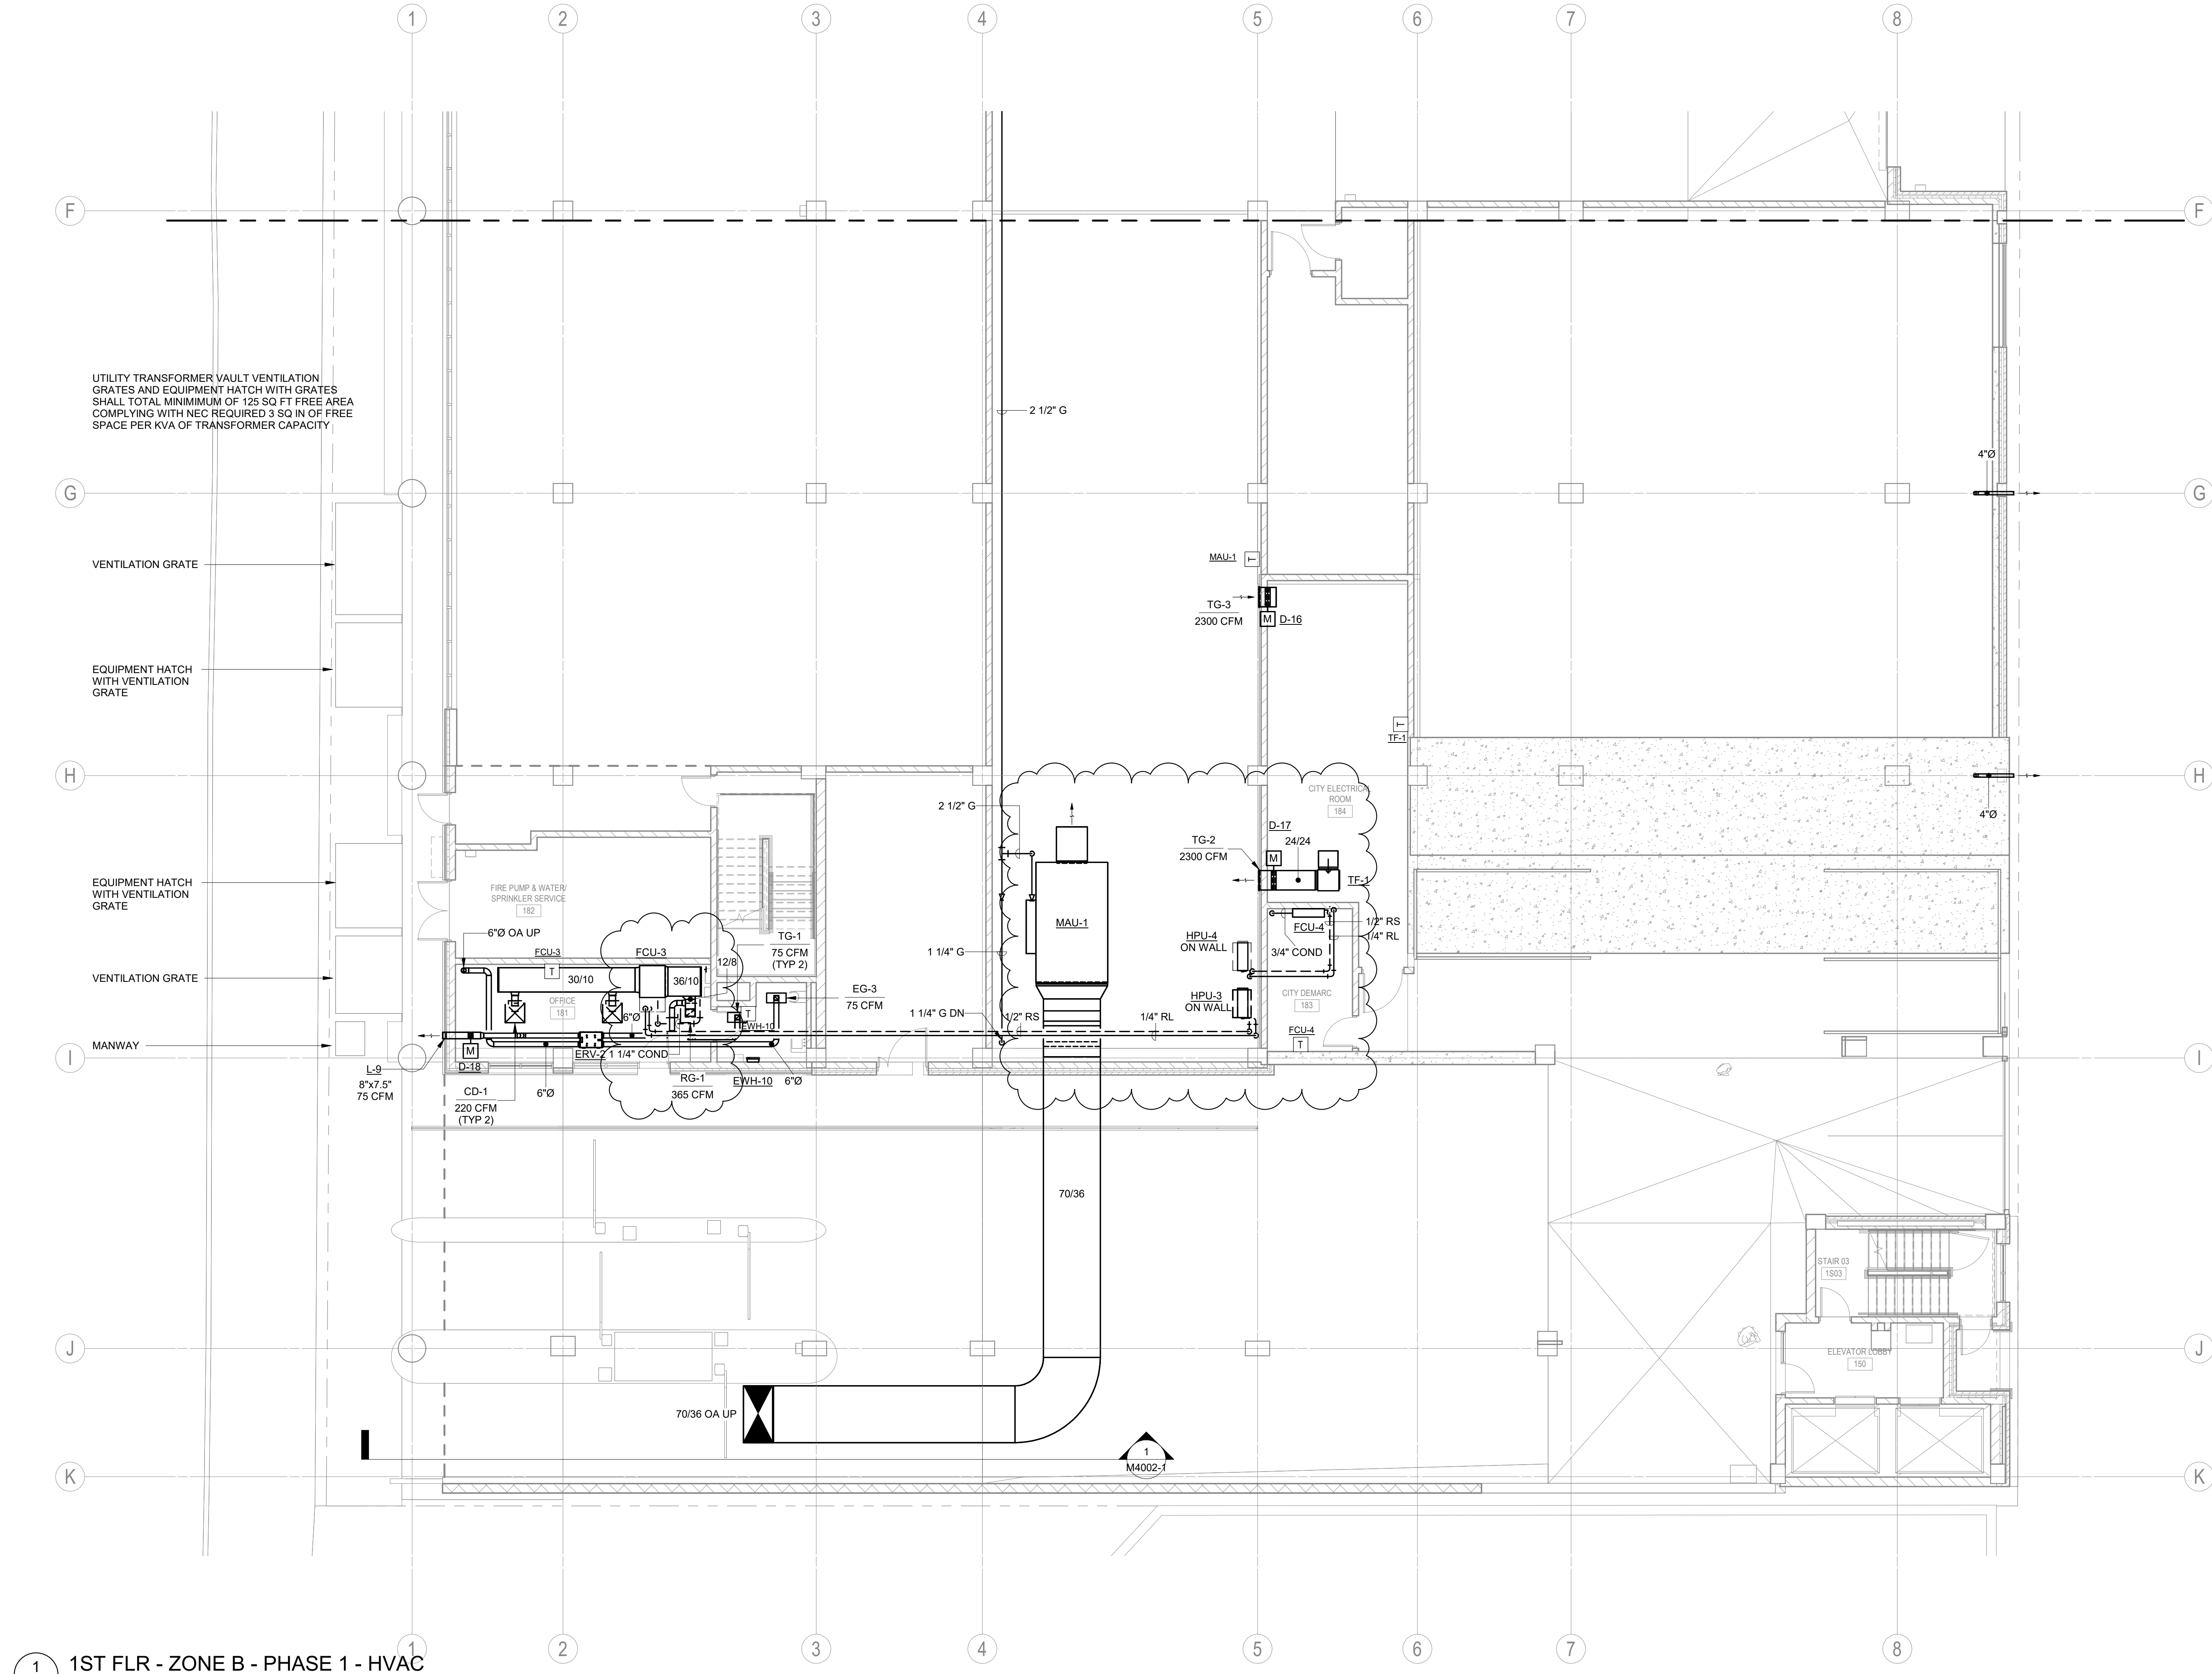 1
2
3
4
5
6
7
8
F
F
UTILITY TRANSFORMER VAULT VENTILATION
GRATES AND EQUIPMENT HATCH WITH GRATES
SHALL TOTAL MINIMIMUM OF 125 SQ FT FREE AREA
COMPLYING WITH NEC REQUIRED 3 SQ IN OF FREE
SPACE PER KVA OF TRANSFORMER CAPACITY
2 1/2" G
4"Ø
G
G
VENTILATION GRATE
MAU-1
T
TG-3
2300 CFM
M
D-16
EQUIPMENT HATCH
WITH VENTILATION
GRATE
T
TF-1
H
H
CITY ELECTRICAL
ROOM
184
2 1/2" G
4"Ø
D-17
24/24
TG-2
2300 CFM
M
TF-1
EQUIPMENT HATCH
WITH VENTILATION
GRATE
FIRE PUMP & WATER/
SPRINKLER SERVICE
182
MAU-1
1/2" RS
1/4" RL
FCU-4
3/4" COND
HPU-4
ON WALL
6"Ø OA UP
FCU-3
FCU-3
TG-1
75 CFM
(TYP 2)
12/8
1 1/4" G
VENTILATION GRATE
T
30/10
36/10
OFFICE
181
6"Ø
EG-3
75 CFM
T
EWH-10
HPU-3
ON WALL
CITY DEMARC
183
1 1/4" G DN
1/2" RS
1/4" RL
FCU-4
T
MANWAY
I
I
M
D-18
ERV-2
1 1/4" COND
L-9
8"x7.5"
75 CFM
CD-1
220 CFM
(TYP 2)
6"Ø
RG-1
365 CFM
EWH-10
6"Ø
70/36
STAIR 03
1S03
J
J
ELEVATOR LOBBY
150
70/36 OA UP
1
M4002-1
K
K
1
2
3
4
5
6
7
8
1
1ST FLR - ZONE B - PHASE 1 - HVAC